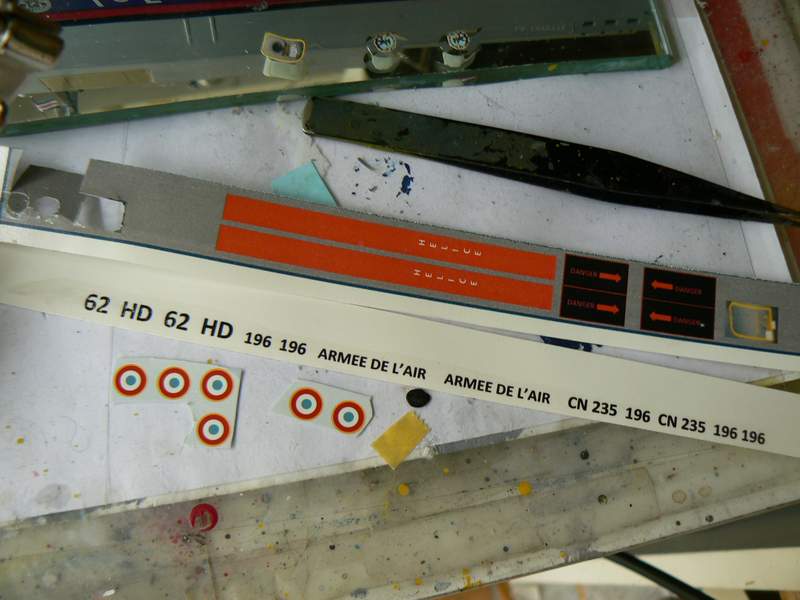 HELICE
HELICE
DANGER DANGER
DANGER DANGER
62 HD 62 HD 196 196 ARMEE DE L'AIR ARMEE DE L'AIR CN 235 196 CN 235 196 196